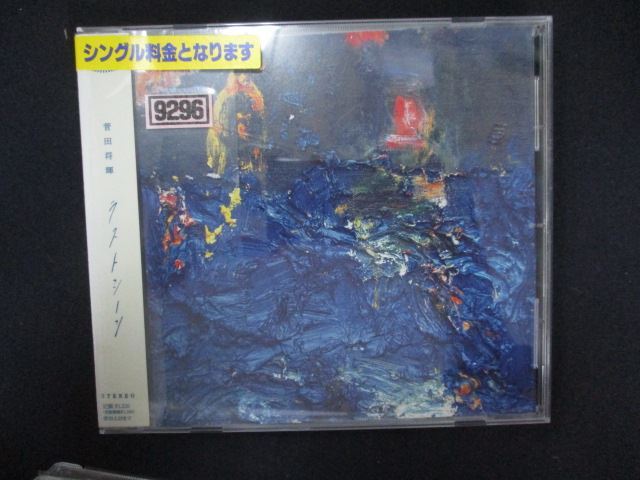 シングル料金となります
9296
菅田将暉
ラストシーン
STEREO